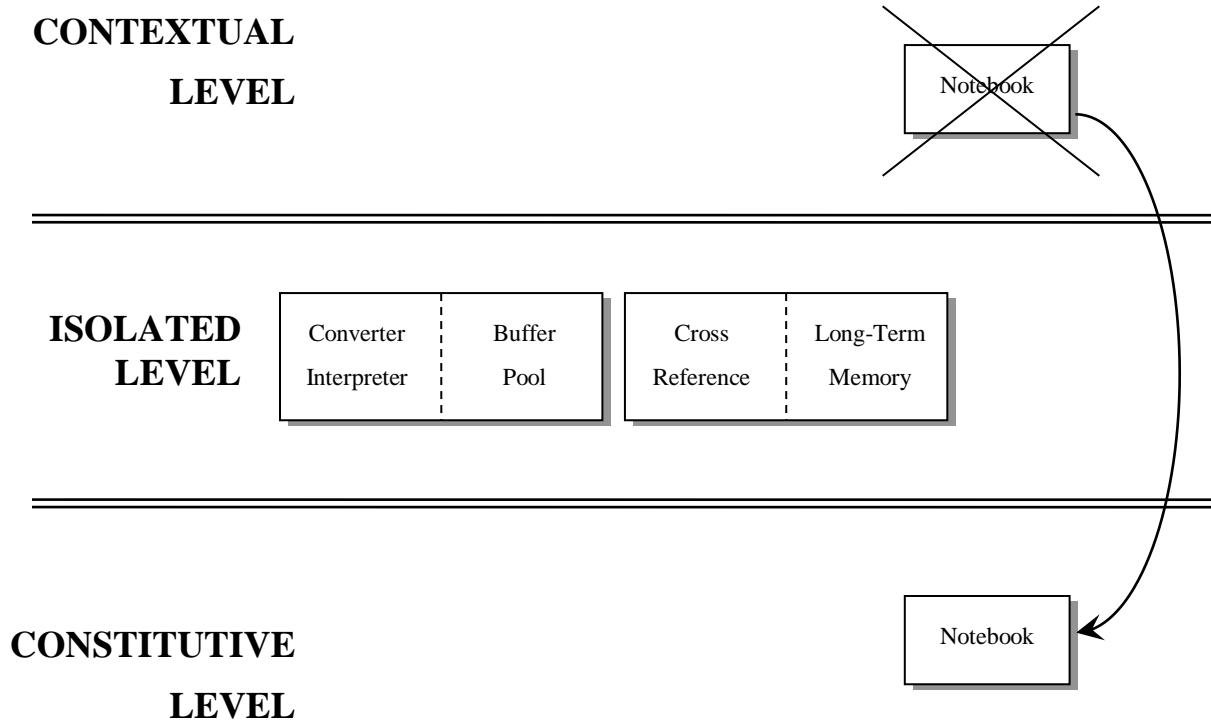 CONTEXTUAL
LEVEL
Notebook
ISOLATED
LEVEL
Converter
Interpreter
Buffer
Pool
Cross
Reference
Long-Term
Memory
CONSTITUTIVE
LEVEL
Notebook